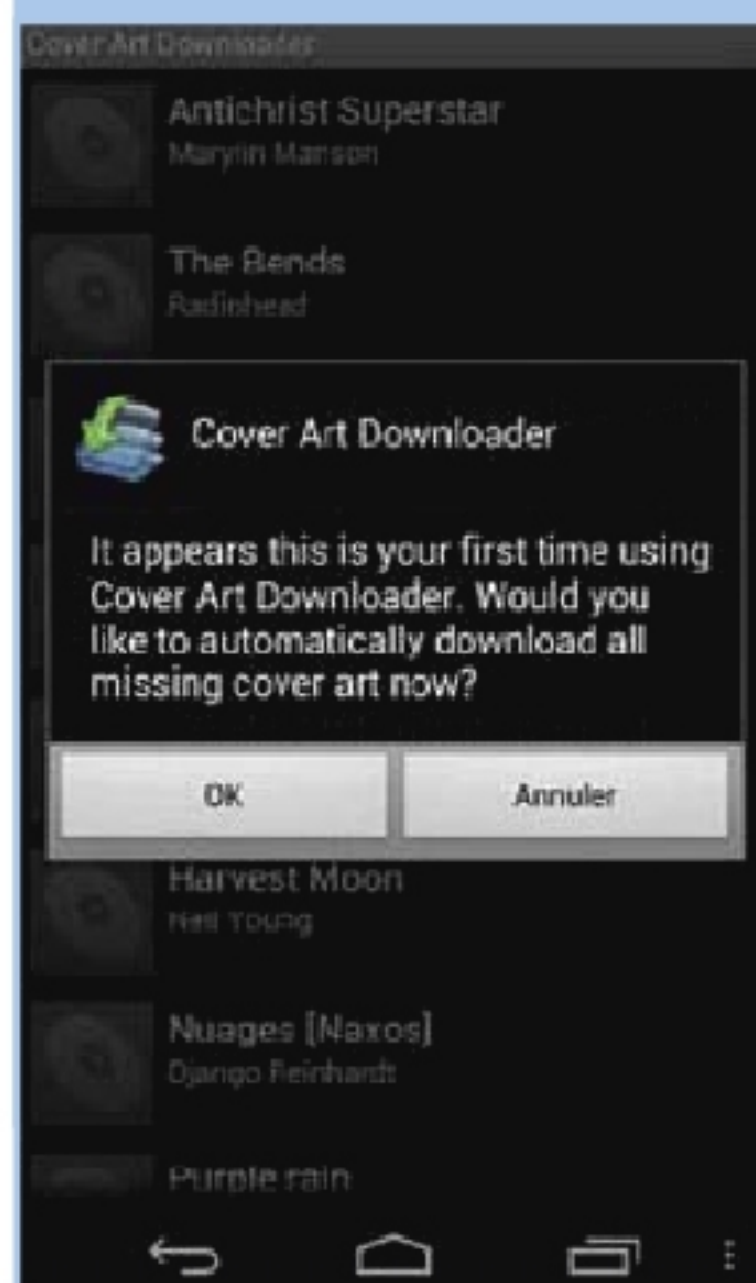 Cover Art Downloader
Antichrist Superstar
Marylin Manson
The Bends
Radiohead
Cover Art Downloader
It appears this is your first time using
Cover Art Downloader. Would you
like to automatically download all
missing cover art now?
OK
Annuler
Harvest Moon
Neil Young
Nuages [Naxos]
Django Reinhardt
Purple rain